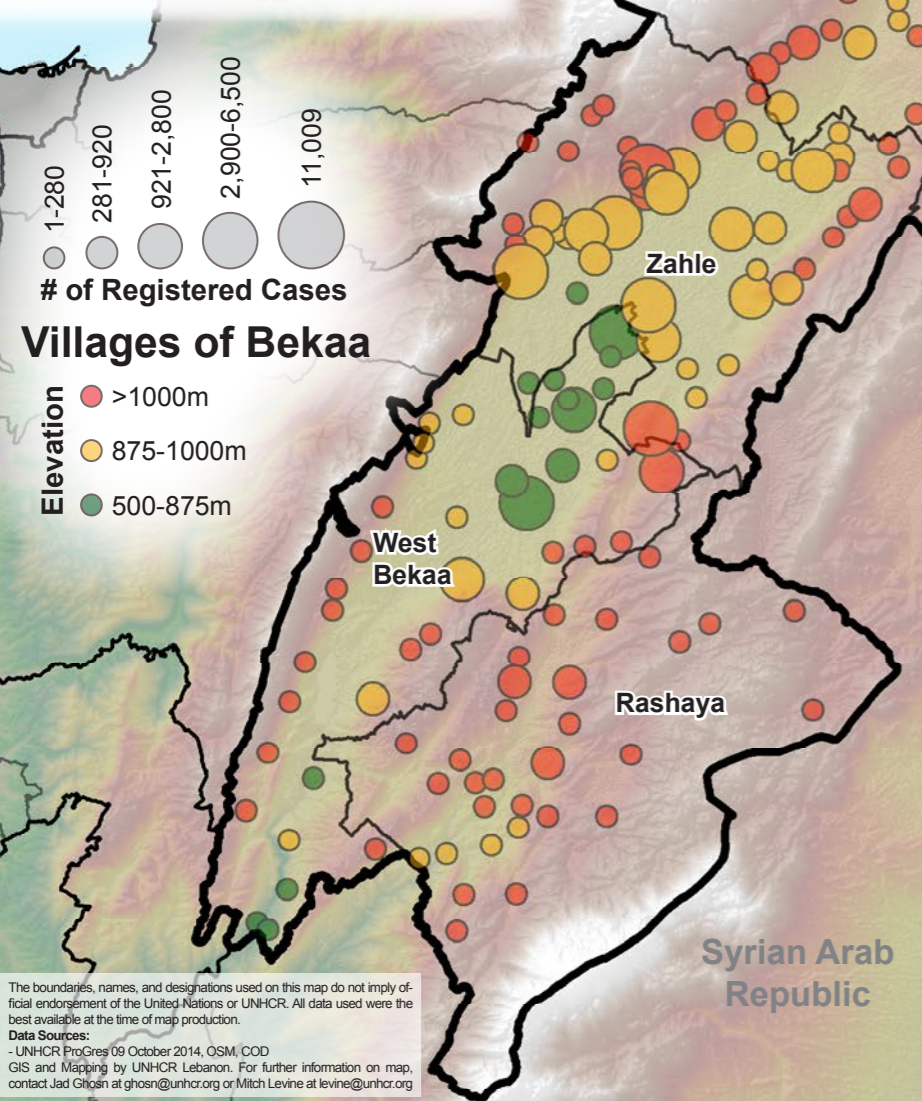 1-280
281-920
921-2,800
2,900-6,500
11,009
# of Registered Cases
Villages of Bekaa
Elevation
>1000m
875-1000m
500-875m
Zahle
West
Bekaa
Rashaya
Syrian Arab
Republic
The boundaries, names, and designations used on this map do not imply of-
ficial endorsement of the United Nations or UNHCR. All data used were the
best available at the time of map production.
Data Sources:
- UNHCR ProGres 09 October 2014, OSM, COD
GIS and Mapping by UNHCR Lebanon. For further information on map,
contact Jad Ghosn at ghosn@unhcr.org or Mitch Levine at levine@unhcr.org